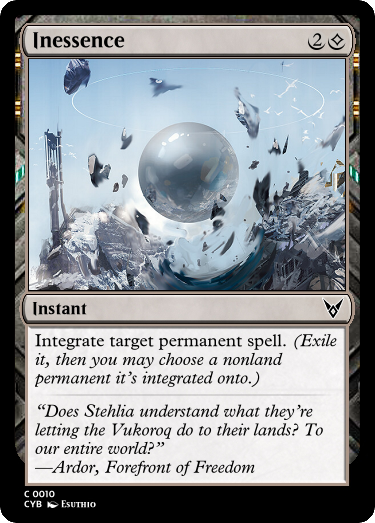 Inessence 2
Instant
Integrate target permanent spell. (Exile
it, then you may choose a nonland
permanent it's integrated onto.)
“Does Stehlia understand what they're
letting the Vukoroq do to their lands? To
our entire world?”
—Ardor, Forefront of Freedom
C 0010
CYB Esuthio